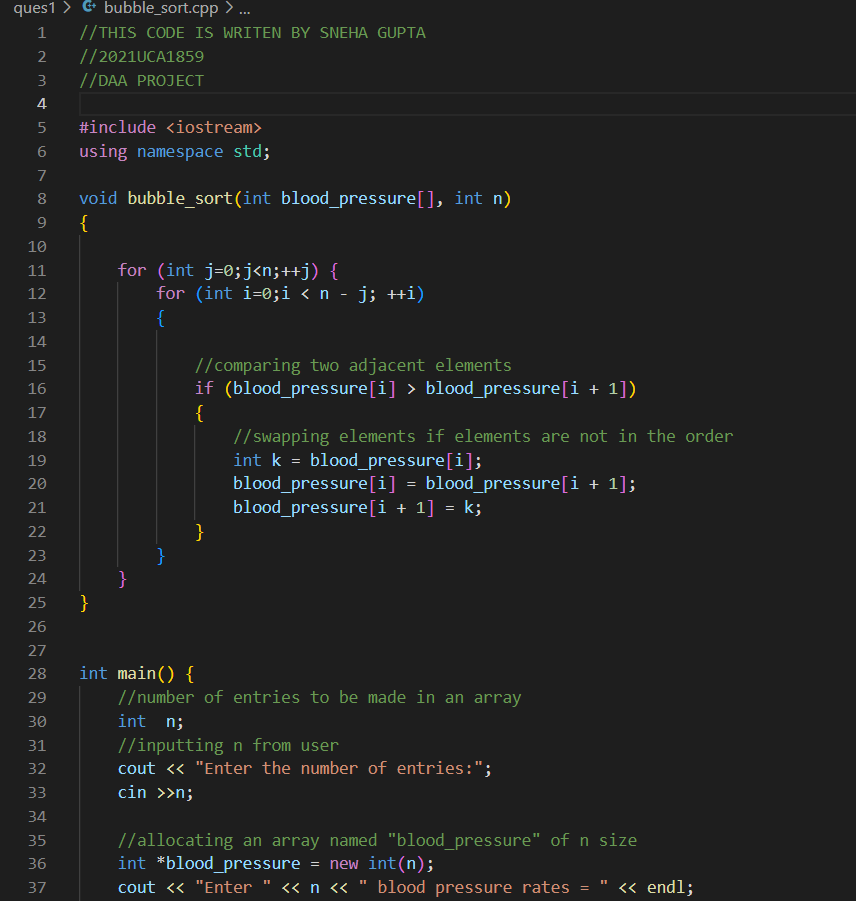 ques1 > bubble_sort.cpp > ...
1 //THIS CODE IS WRITEN BY SNEHA GUPTA
2 //2021UCA1859
3 //DAA PROJECT
4
5 #include <iostream>
6 using namespace std;
7
8 void bubble_sort(int blood_pressure[], int n)
9 {
10
11     for (int j=0;j<n;++j) {
12         for (int i=0;i < n - j; ++i)
13         {
14
15             //comparing two adjacent elements
16             if (blood_pressure[i] > blood_pressure[i + 1])
17             {
18                 //swapping elements if elements are not in the order
19                 int k = blood_pressure[i];
20                 blood_pressure[i] = blood_pressure[i + 1];
21                 blood_pressure[i + 1] = k;
22             }
23         }
24     }
25 }
26
27
28 int main() {
29     //number of entries to be made in an array
30     int  n;
31     //inputting n from user
32     cout << "Enter the number of entries:";
33     cin >>n;
34
35     //allocating an array named "blood_pressure" of n size
36     int *blood_pressure = new int(n);
37     cout << "Enter " << n << " blood pressure rates = " << endl;